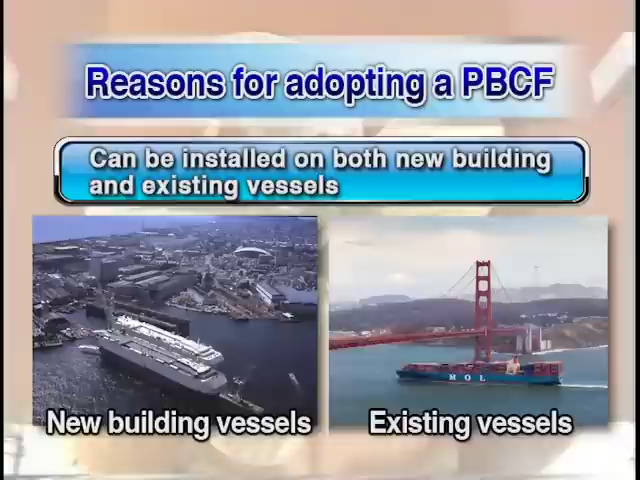 Reasons for adopting a PBCF
Can be installed on both new building
and existing vessels
MOL
New building vessels
Existing vessels